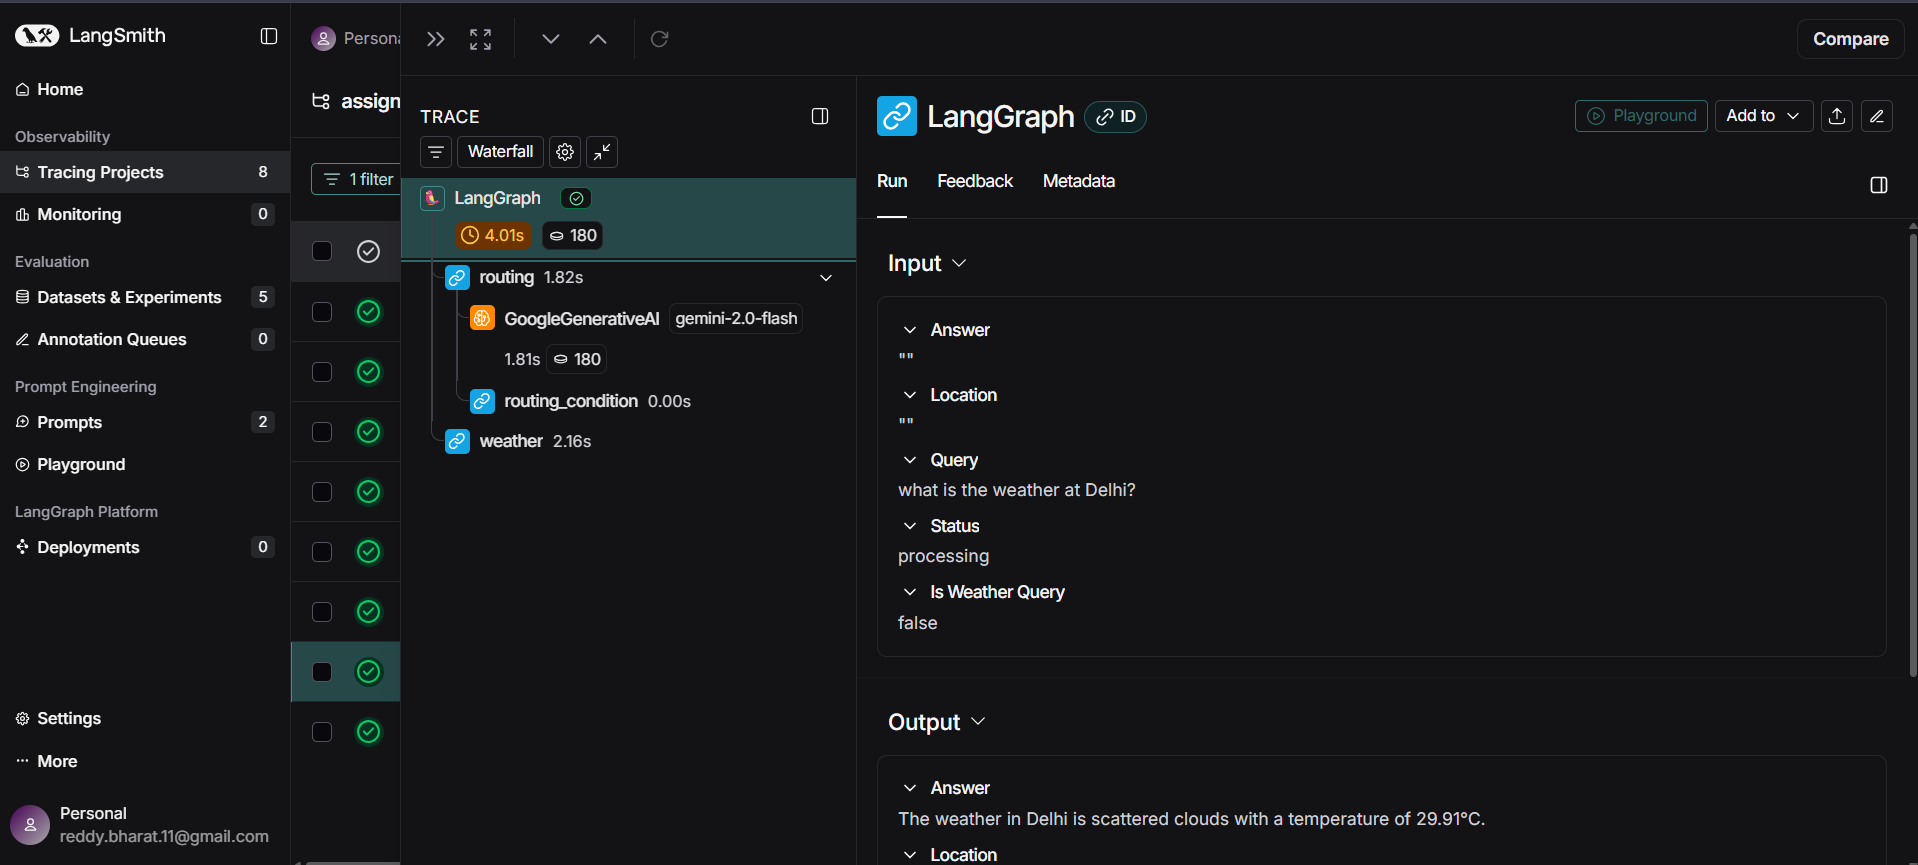 LangSmith
Home
Observability
Tracing Projects 8
Monitoring 0
Evaluation
Datasets & Experiments 5
Annotation Queues 0
Prompt Engineering
Prompts 2
Playground
LangGraph Platform
Deployments 0
Settings
··· More
Personal
reddy.bharat.11@gmail.com
Persona
assign
1 filter
TRACE
Waterfall
LangGraph
4.01s 180
routing 1.82s
GoogleGenerativeAI gemini-2.0-flash
1.81s 180
routing_condition 0.00s
weather 2.16s
Compare
LangGraph ID
Playground Add to
Run Feedback Metadata
Input
Answer
""
Location
""
Query
what is the weather at Delhi?
Status
processing
Is Weather Query
false
Output
Answer
The weather in Delhi is scattered clouds with a temperature of 29.91°C.
Location